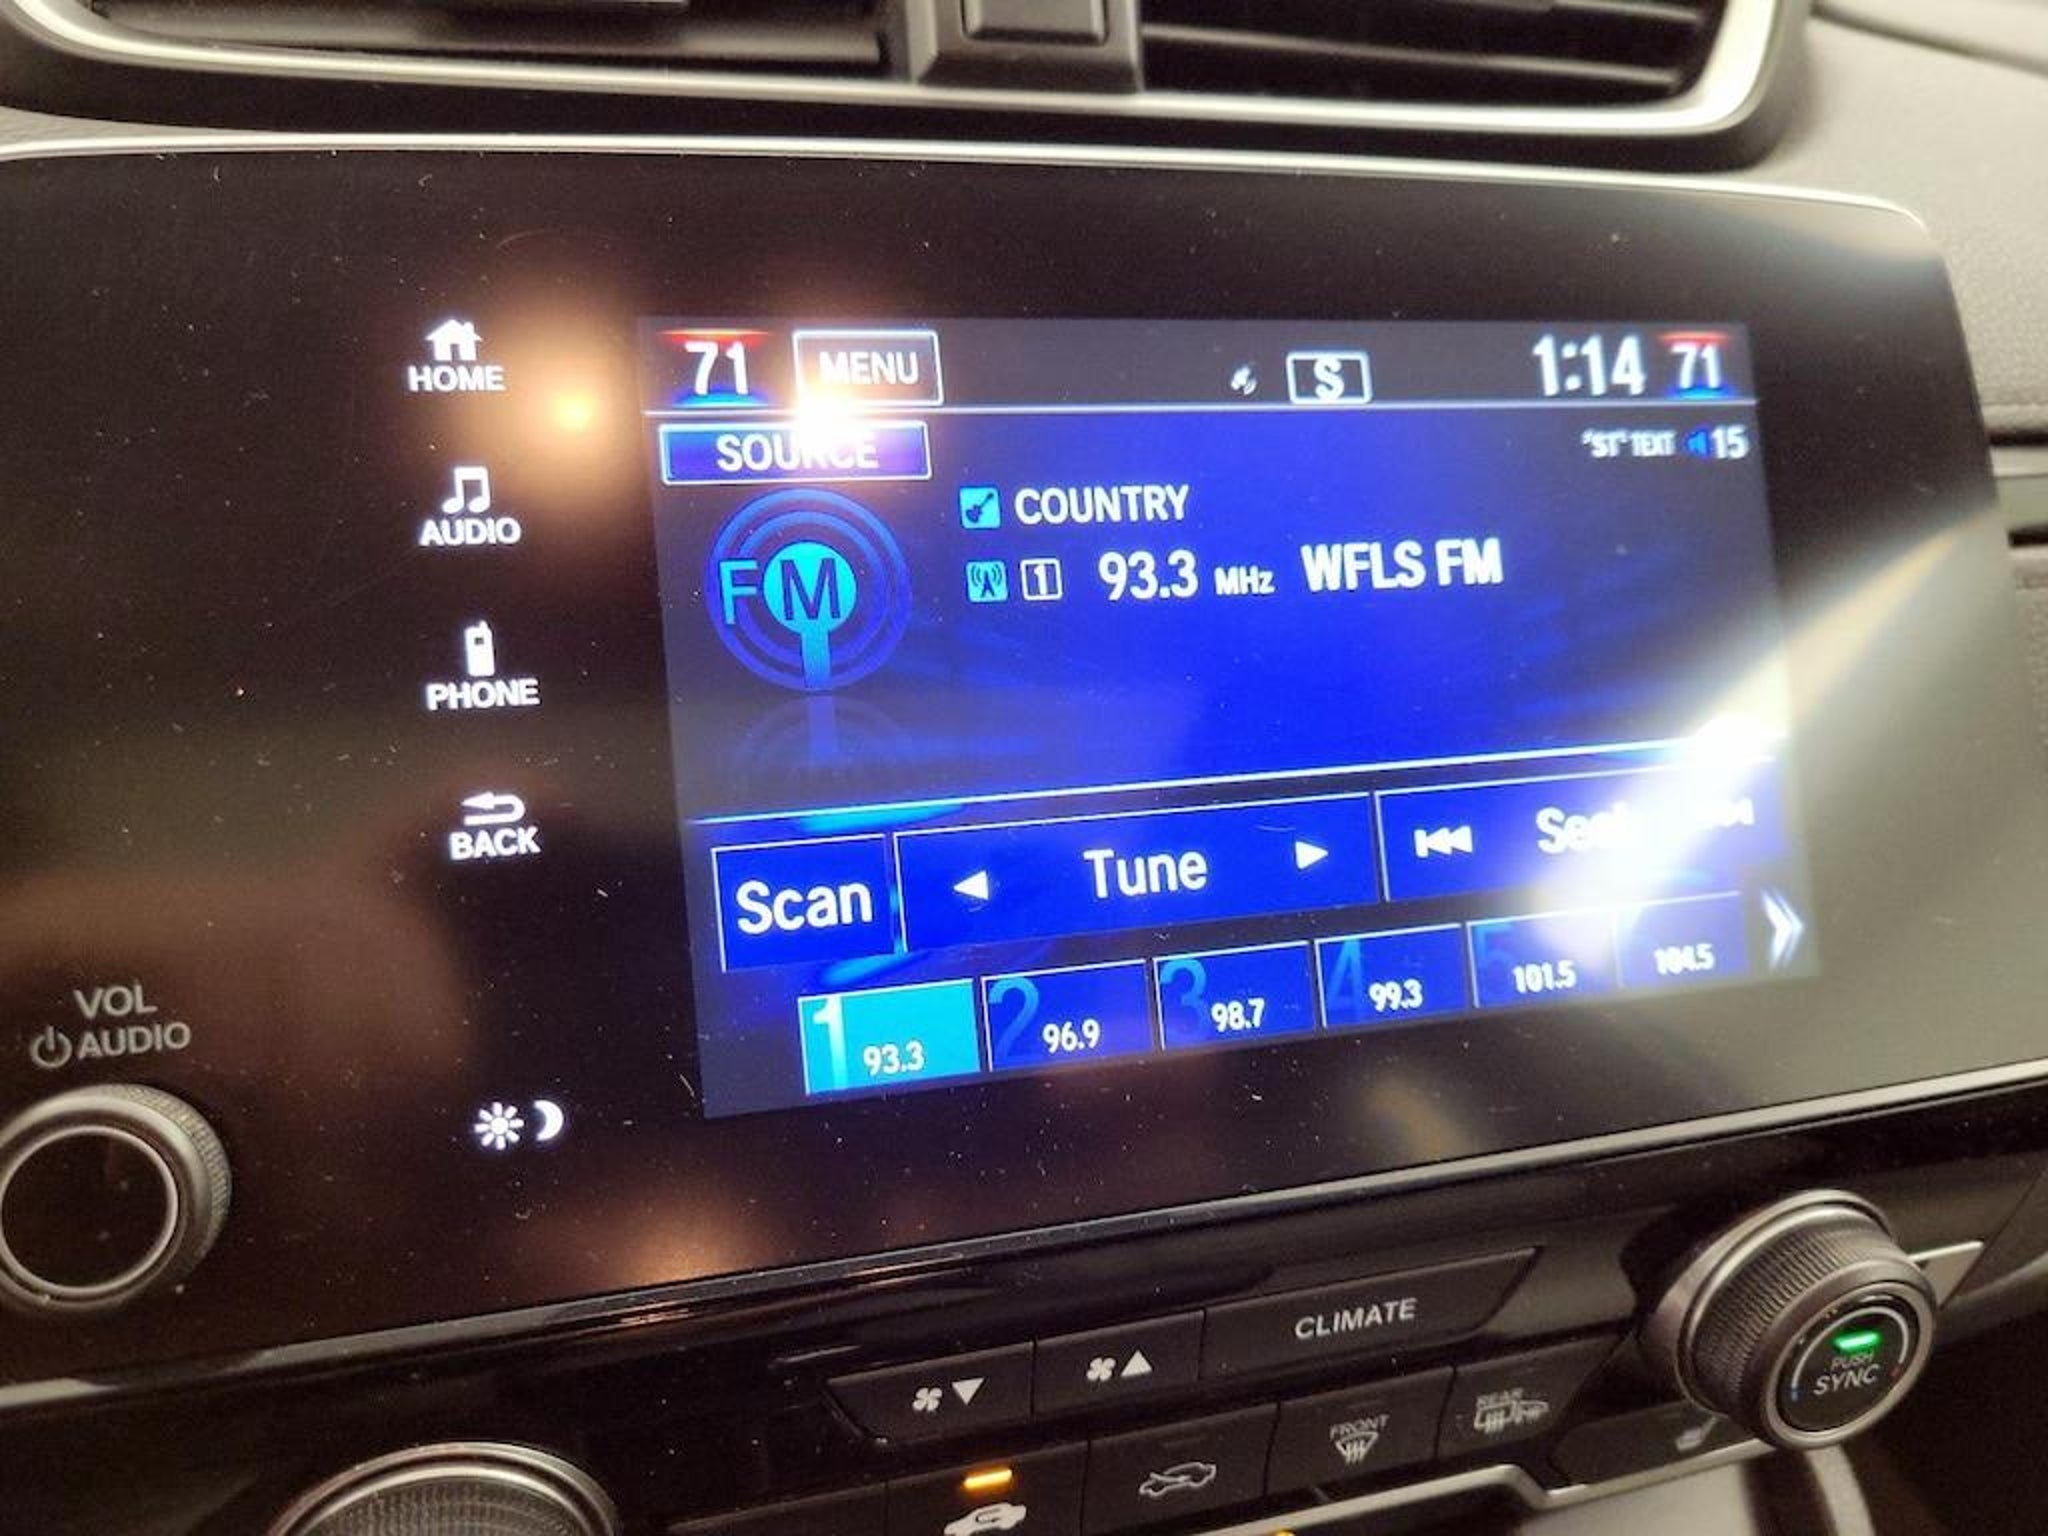 HOME
AUDIO
PHONE
BACK
VOL
AUDIO
71 MENU S 1:14 71
SOURCE "ST" TEXT 15
FM
COUNTRY
1 93.3 MHz WFLS FM
Scan Tune
1 93.3 2 96.9 3 98.7 4 99.3 5 101.5 104.5
CLIMATE
FRONT
REAR
PUSH
SYNC